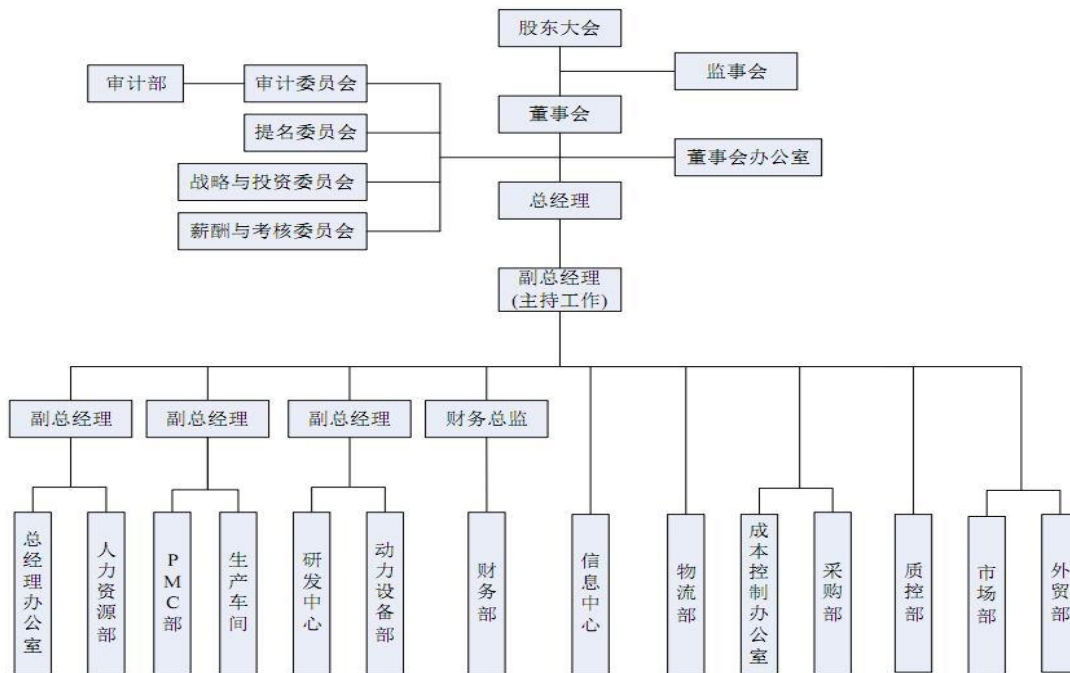 股东大会
监事会
审计部
审计委员会
董事会
提名委员会
董事会办公室
战略与投资委员会
总经理
薪酬与考核委员会
副总经理
(主持工作)
副总经理
副总经理
副总经理
财务总监
总经理办公室
人力资源部
PMC部
生产车间
研发中心
动力设备部
财务部
信息中心
物流部
成本控制办公室
采购部
质控部
市场部
外贸部